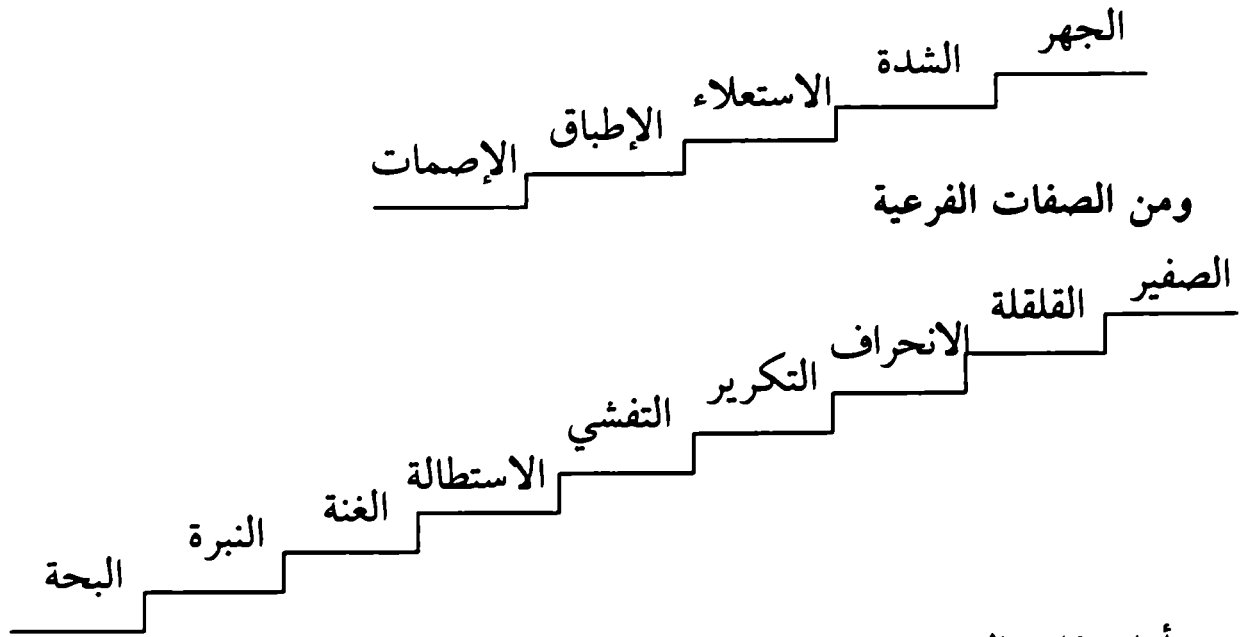 الجهر
الشدة
الاستعلاء
الإطباق
الإصمات
ومن الصفات الفرعية
الصفير
القلقلة
الانحراف
التكرير
التفشي
الاستطالة
الغنة
النبرة
البحة